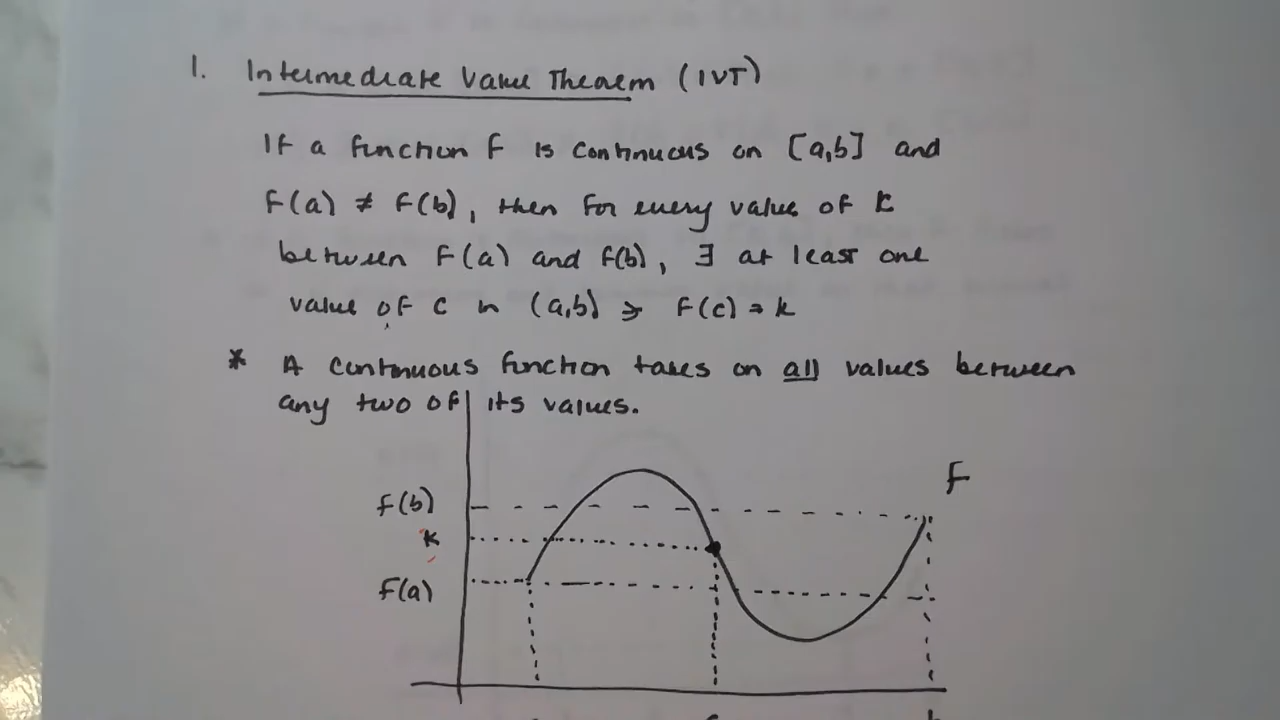 1. Intermediate Value Theorem (IVT)
If a function f is continuous on [a,b] and
f(a) ≠ f(b), then for every value of k
between f(a) and f(b), ∃ at least one
value of c in (a,b) ∋ f(c) = k
* A continuous function takes on all values between
any two of its values.
f
f(b)
k
f(a)